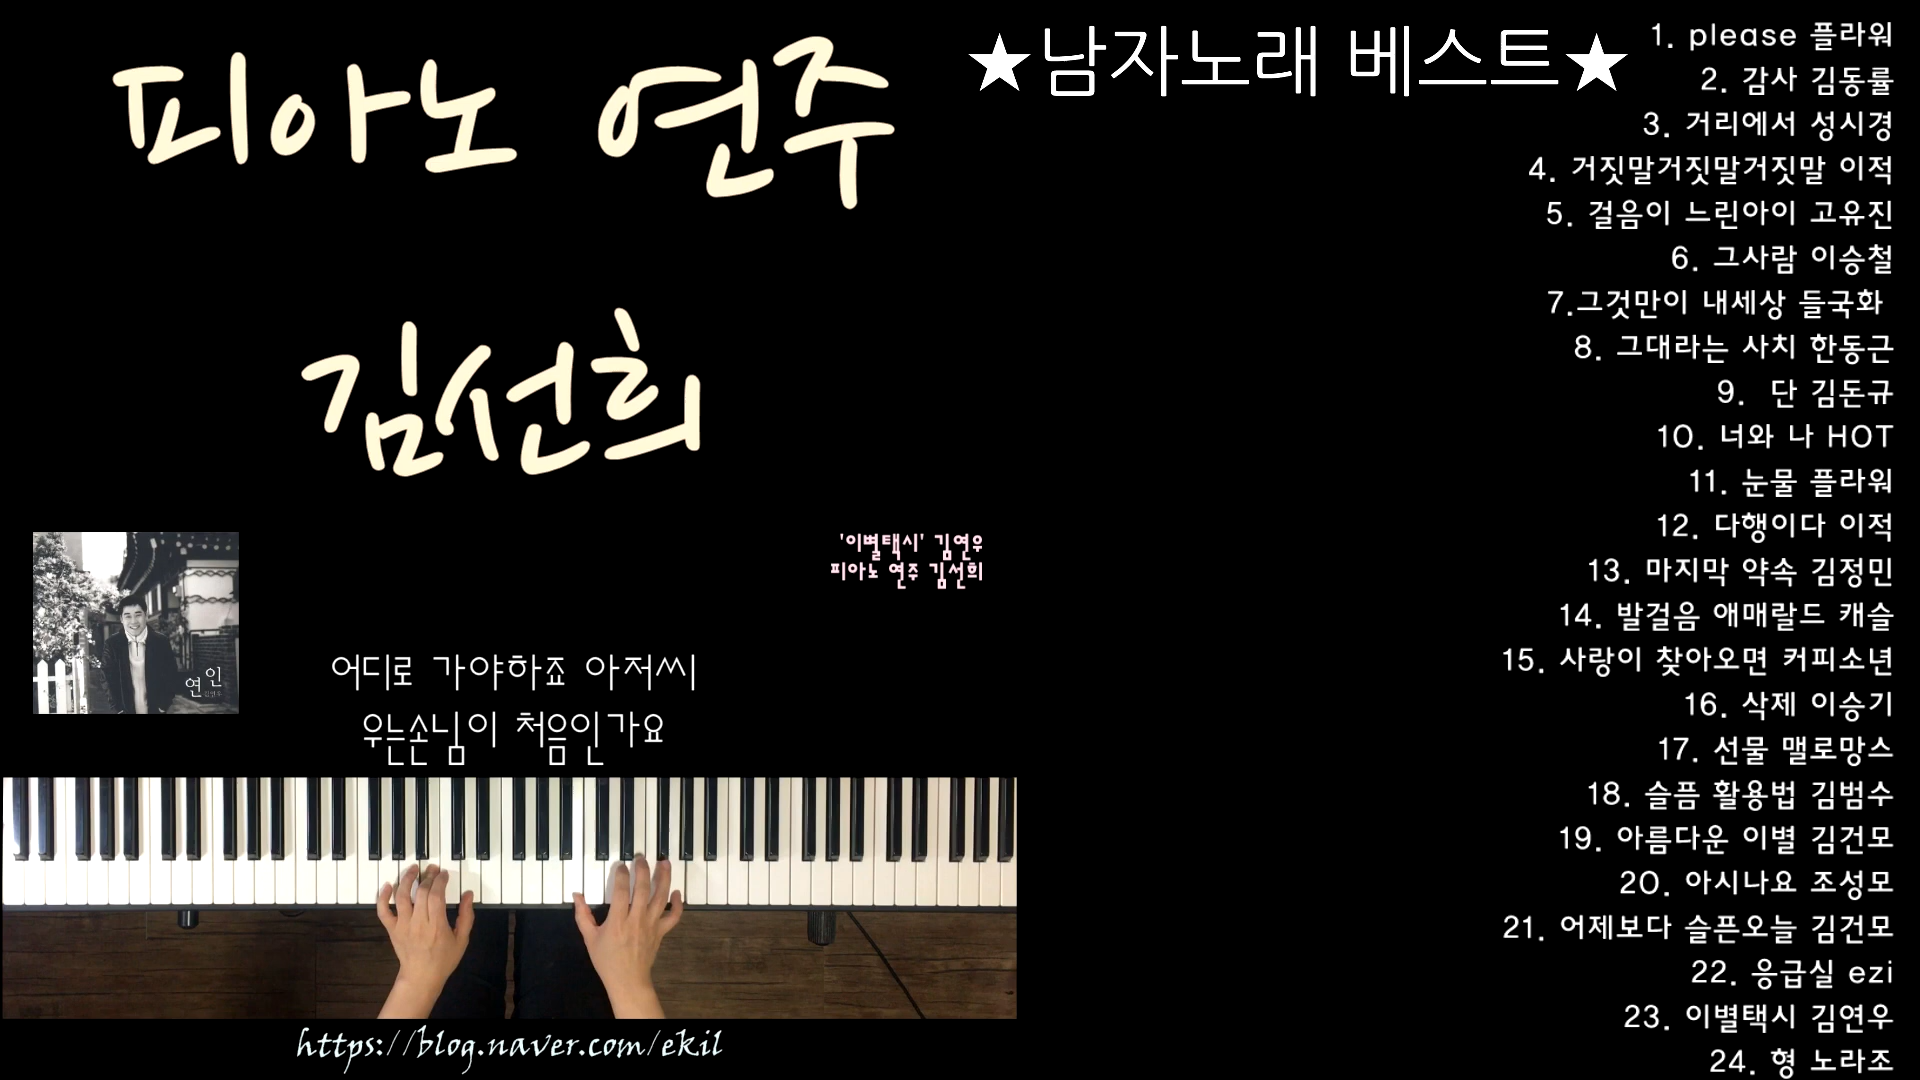 피아노 연주
김선희
★남자노래 베스트★
1. please 플라워
2. 감사 김동률
3. 거리에서 성시경
4. 거짓말거짓말거짓말 이적
5. 걸음이 느린아이 고유진
6. 그사람 이승철
7.그것만이 내세상 들국화
8. 그대라는 사치 한동근
9. 단 김돈규
10. 너와 나 HOT
11. 눈물 플라워
12. 다행이다 이적
13. 마지막 약속 김정민
14. 발걸음 애매랄드 캐슬
15. 사랑이 찾아오면 커피소년
16. 삭제 이승기
17. 선물 맬로망스
18. 슬픔 활용법 김범수
19. 아름다운 이별 김건모
20. 아시나요 조성모
21. 어제보다 슬픈오늘 김건모
22. 응급실 ezi
23. 이별택시 김연우
24. 형 노라조
'이별택시' 김연우
피아노 연주 김선희
연인
어디로 가야하죠 아저씨
우는손님이 처음인가요
https://blog.naver.com/ekil